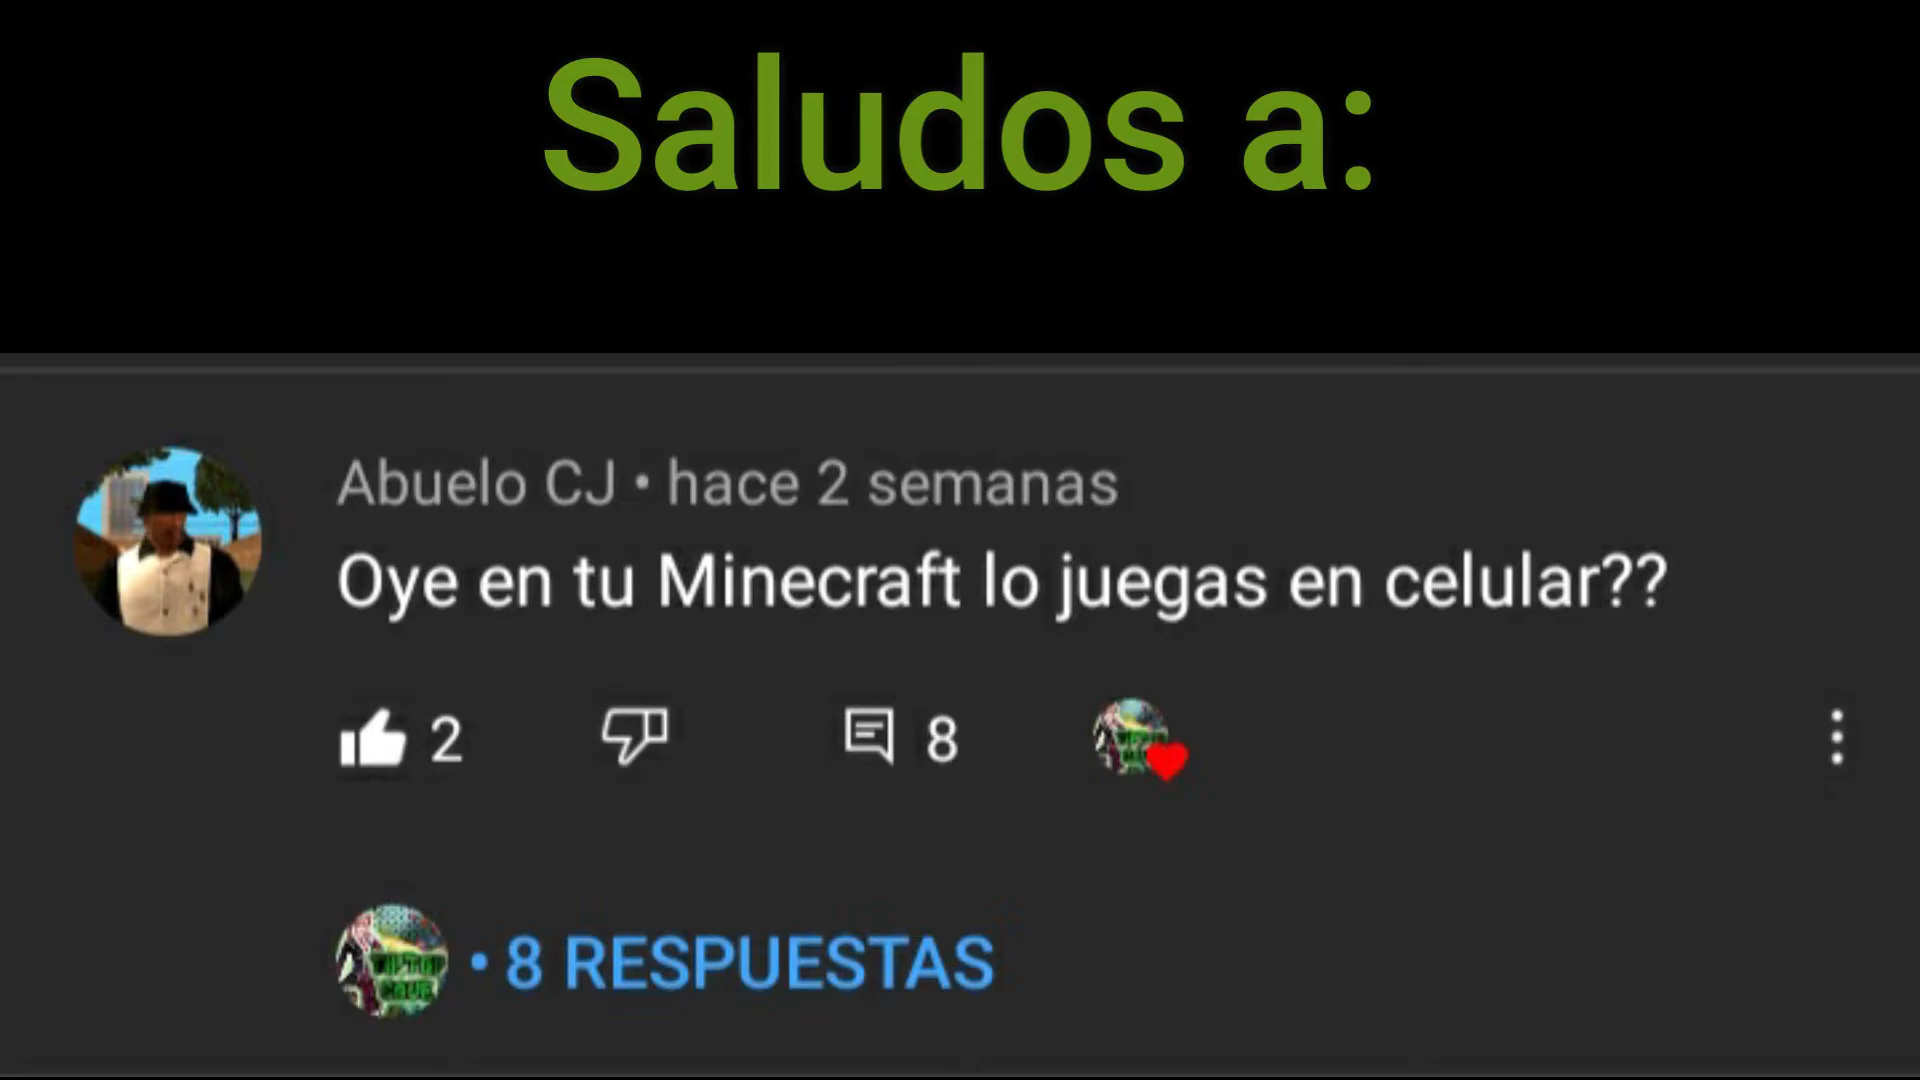 Saludos a:
Abuelo CJ • hace 2 semanas
Oye en tu Minecraft lo juegas en celular??
2 8
• 8 RESPUESTAS